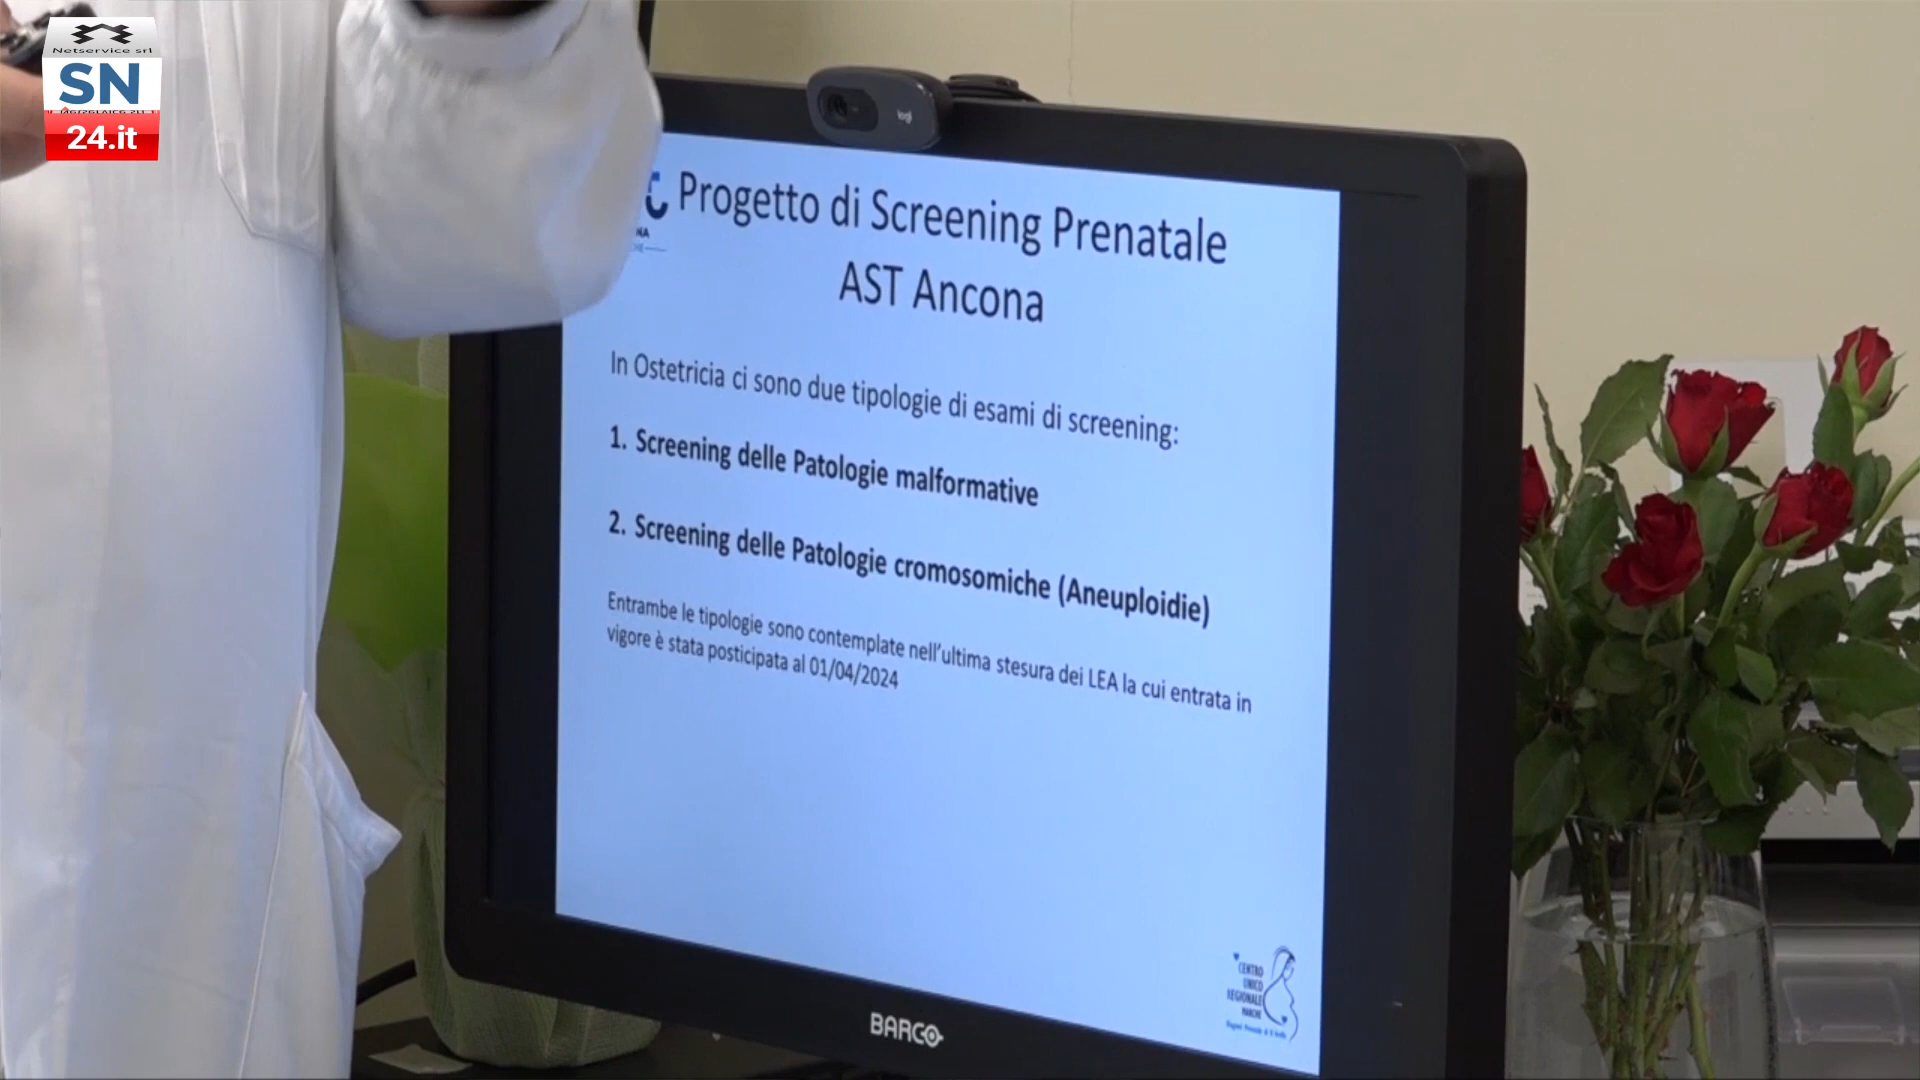 Netservice srl
SN
24.it
logi
Progetto di Screening Prenatale
AST Ancona
In Ostetricia ci sono due tipologie di esami di screening:
1. Screening delle Patologie malformative
2. Screening delle Patologie cromosomiche (Aneuploidie)
Entrambe le tipologie sono contemplate nell'ultima stesura dei LEA la cui entrata in
vigore è stata posticipata al 01/04/2024
CENTRO
UNICO
REGIONALE
MARCHE
BARCO